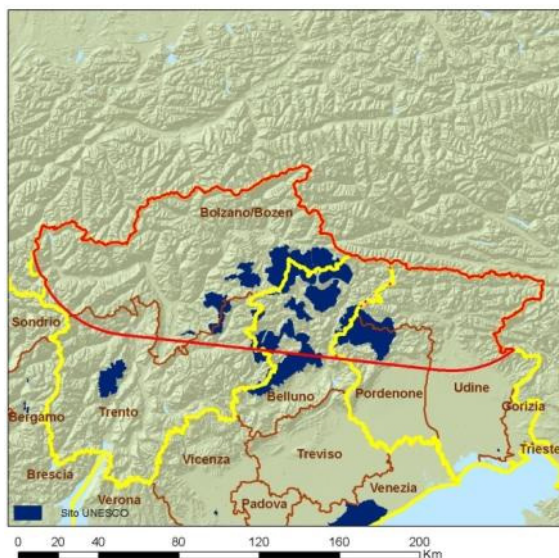 Bolzano/Bozen
Sondrio
Bergamo
Trento
Belluno
Pordenone
Udine
Gorizia
Trieste
Brescia
Vicenza
Treviso
Verona
Padova
Venezia
Sito UNESCO
0 20 40 80 120 160 200
Km